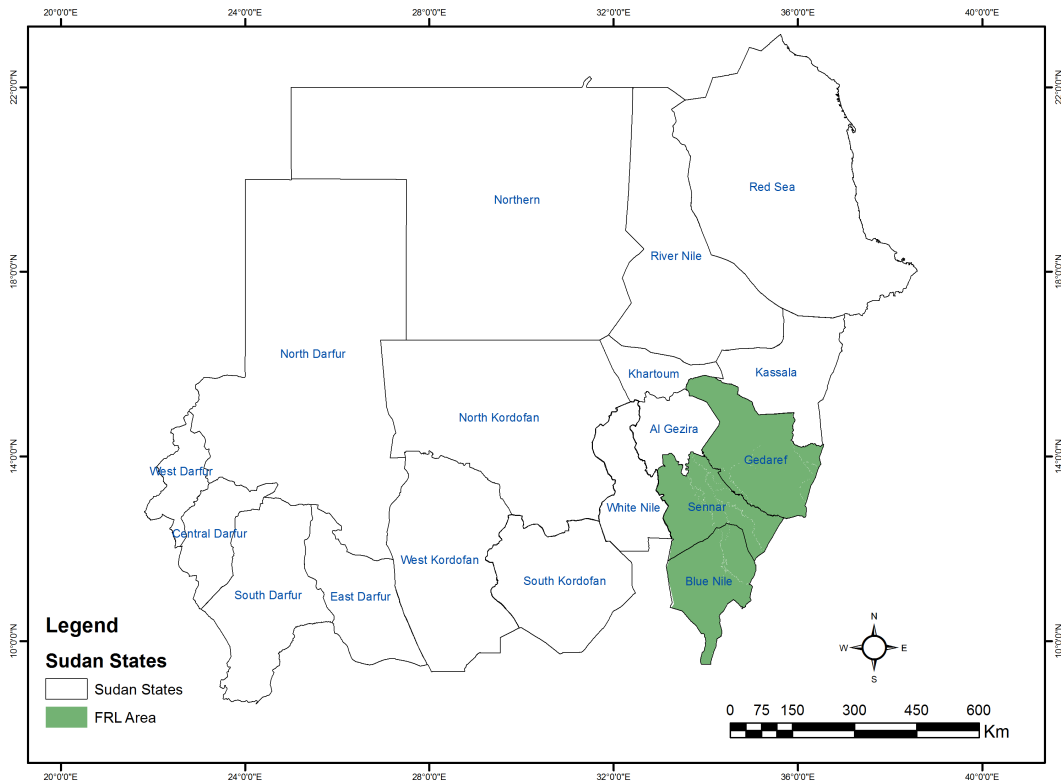 20°0'0"E 24°0'0"E 28°0'0"E 32°0'0"E 36°0'0"E 40°0'0"E
22°0'0"N 22°0'0"N
Red Sea
Northern
River Nile
18°0'0"N 18°0'0"N
North Darfur
Khartoum
Kassala
North Kordofan
Al Gezira
14°0'0"N 14°0'0"N
Gedaref
West Darfur
White Nile
Sennar
Central Darfur
West Kordofan
South Kordofan
Blue Nile
South Darfur
East Darfur
10°0'0"N 10°0'0"N
Legend
Sudan States
Sudan States
FRL Area
N
W E
S
0 75 150 300 450 600
Km
20°0'0"E 24°0'0"E 28°0'0"E 32°0'0"E 36°0'0"E 40°0'0"E